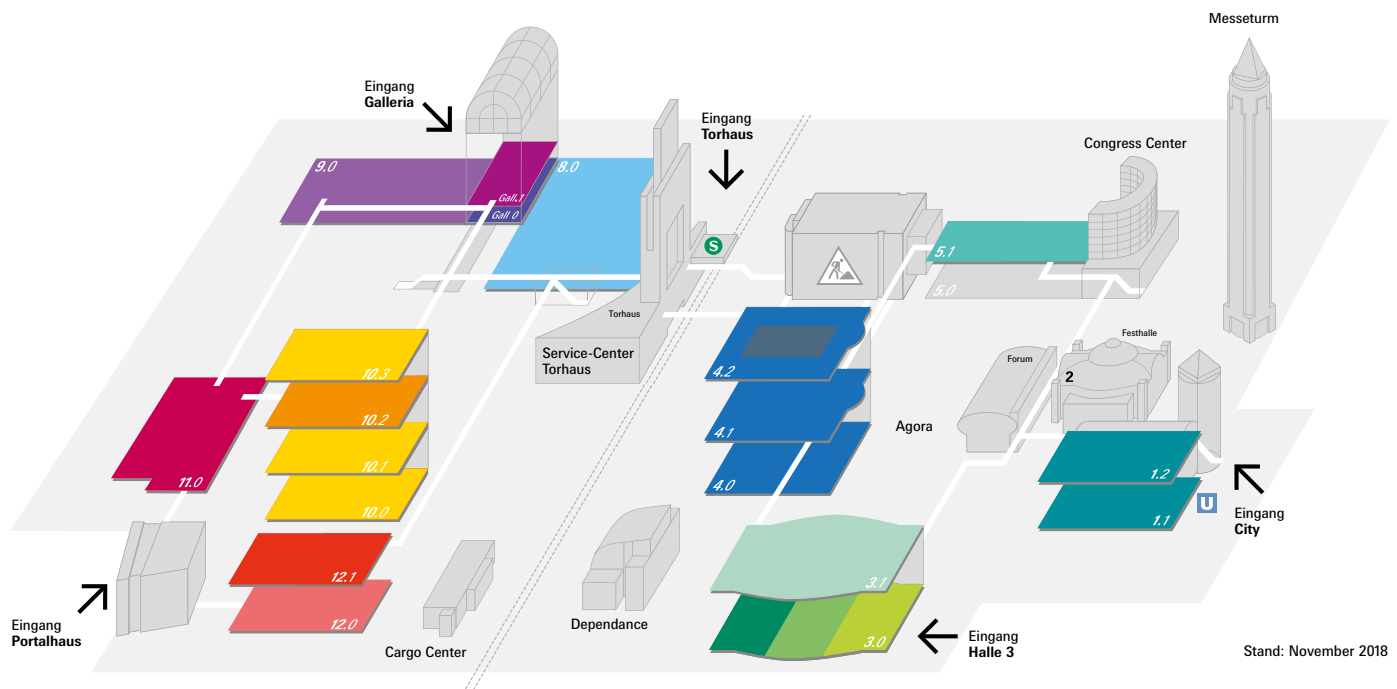 Messeturm
Eingang
Galleria
Eingang
Torhaus
Congress Center
9.0
8.0
Gall.1
Gall 0
S
5.1
5.0
Torhaus
Service-Center
Torhaus
Festhalle
Forum
2
10.3
10.2
10.1
10.0
11.0
4.2
4.1
4.0
Agora
1.2
1.1
U
Eingang
City
12.1
12.0
3.1
3.0
Eingang
Portalhaus
Cargo Center
Dependance
Eingang
Halle 3
Stand: November 2018